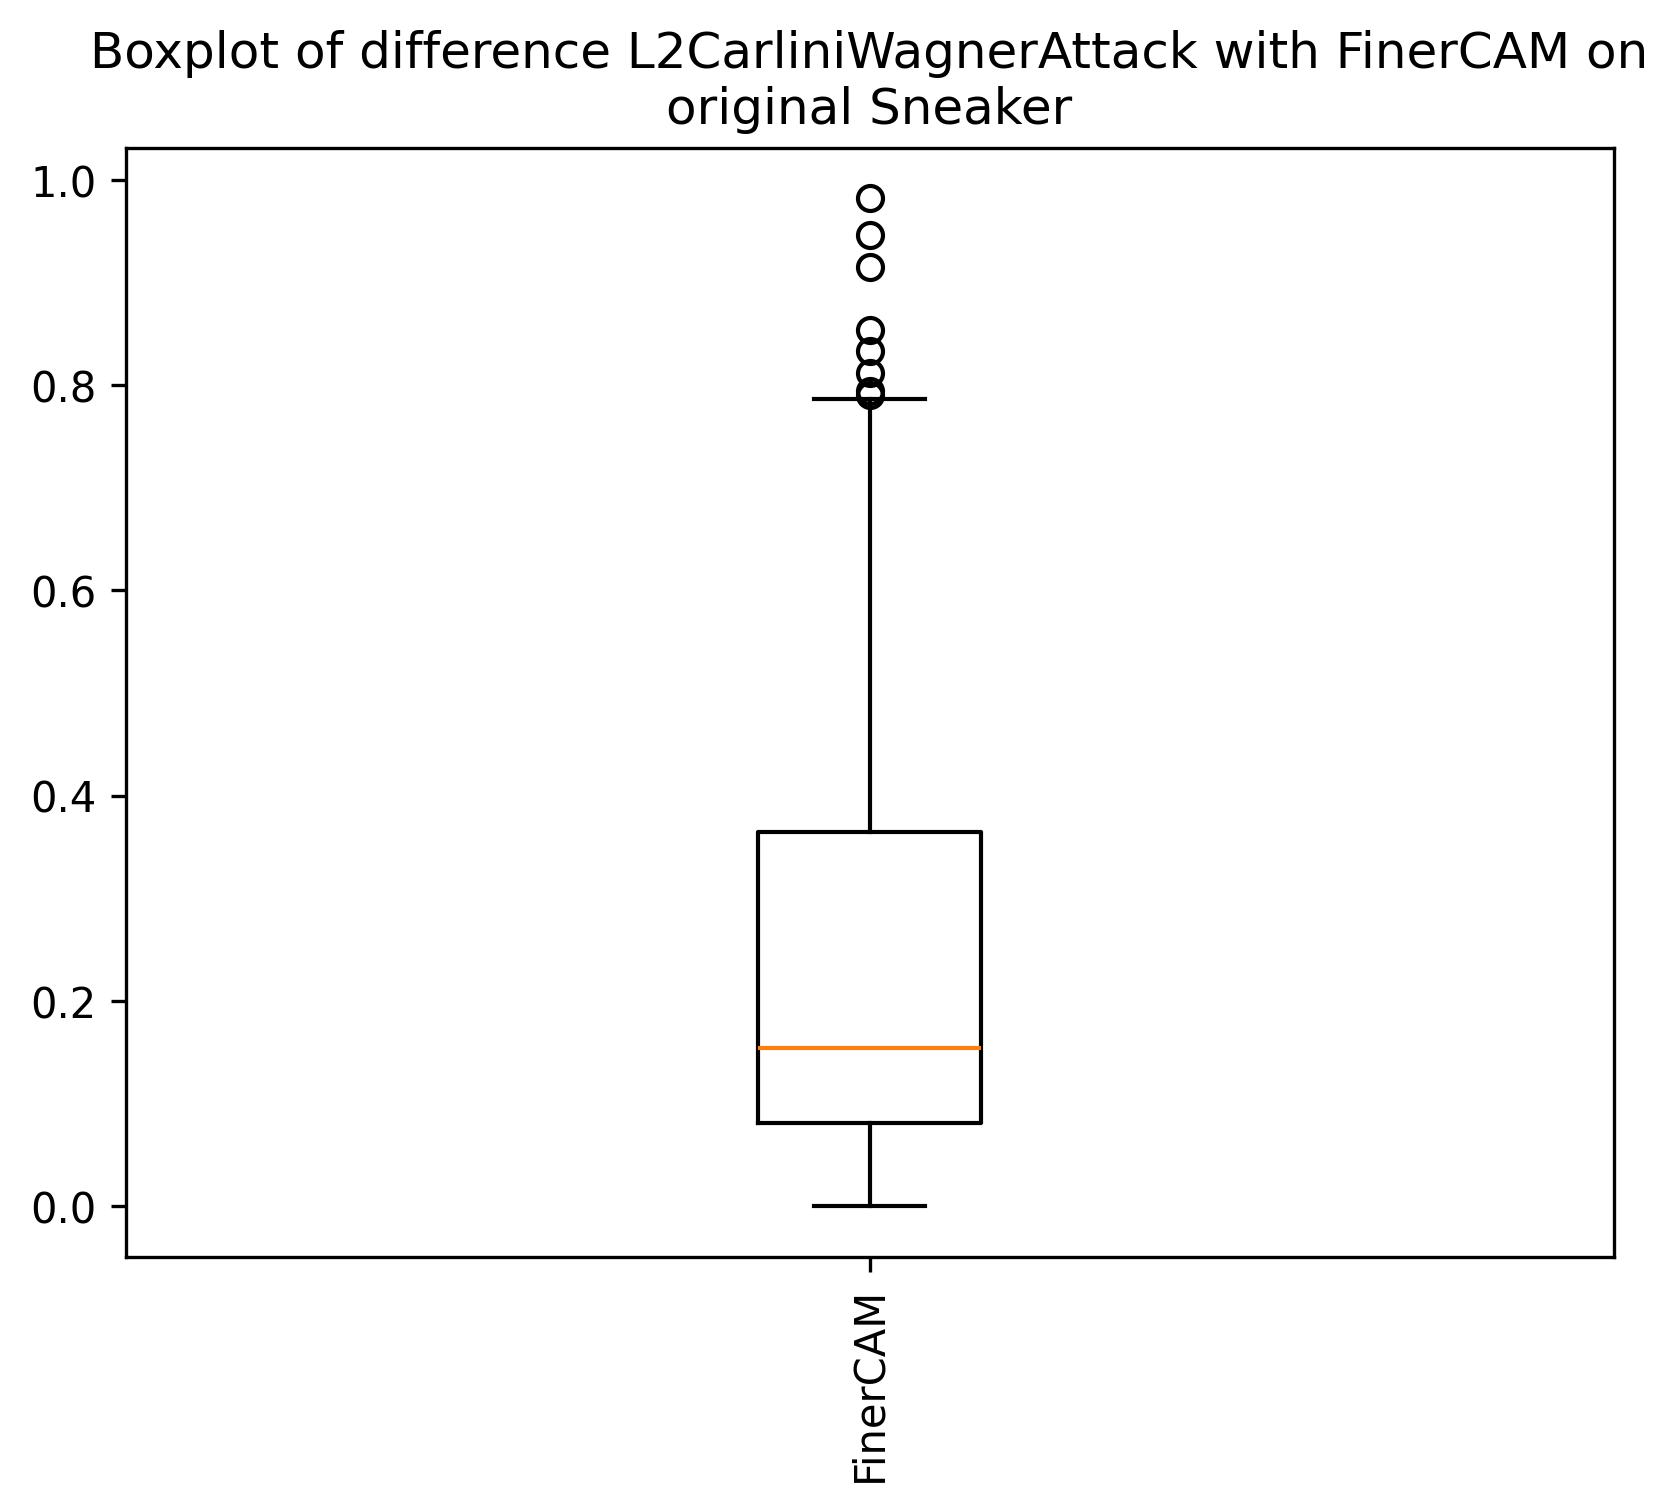 Boxplot of difference L2CarliniWagnerAttack with FinerCAM on
original Sneaker
1.0
0.8
0.6
0.4
0.2
0.0
FinerCAM